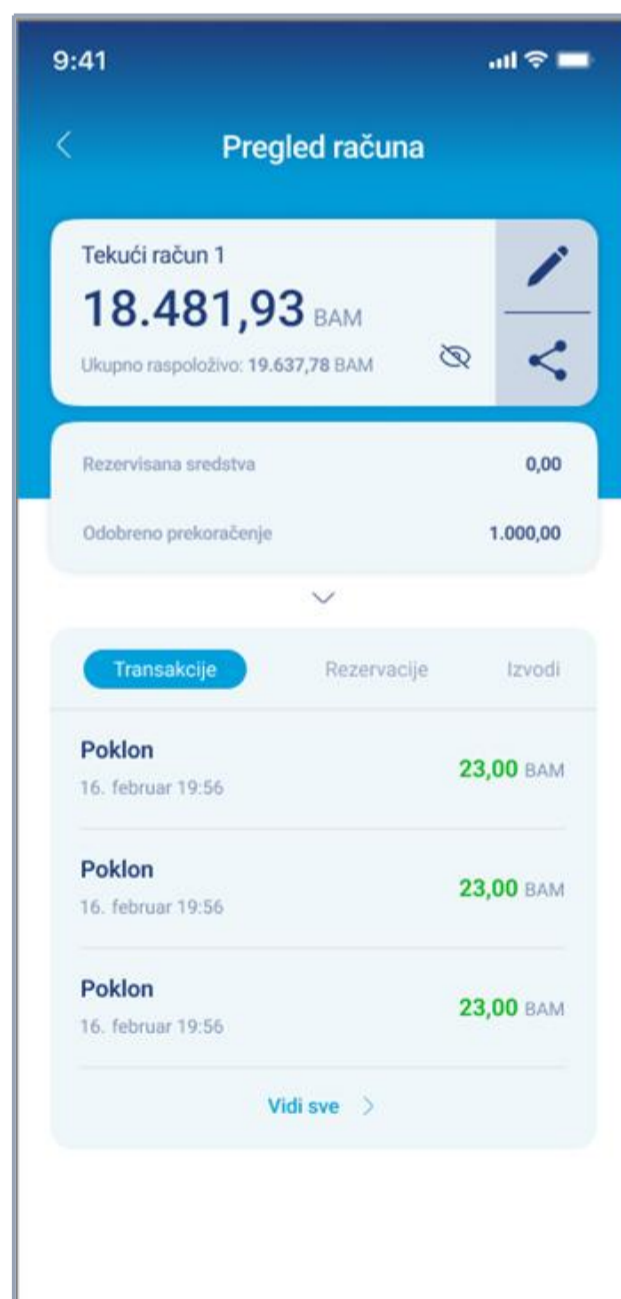 9:41
Pregled računa
Tekući račun 1
18.481,93 BAM
Ukupno raspoloživo: 19.637,78 BAM
Rezervisana sredstva 0,00
Odobreno prekoračenje 1.000,00
Transakcije Rezervacije Izvodi
Poklon
23,00 BAM
16. februar 19:56
Poklon
23,00 BAM
16. februar 19:56
Poklon
23,00 BAM
16. februar 19:56
Vidi sve